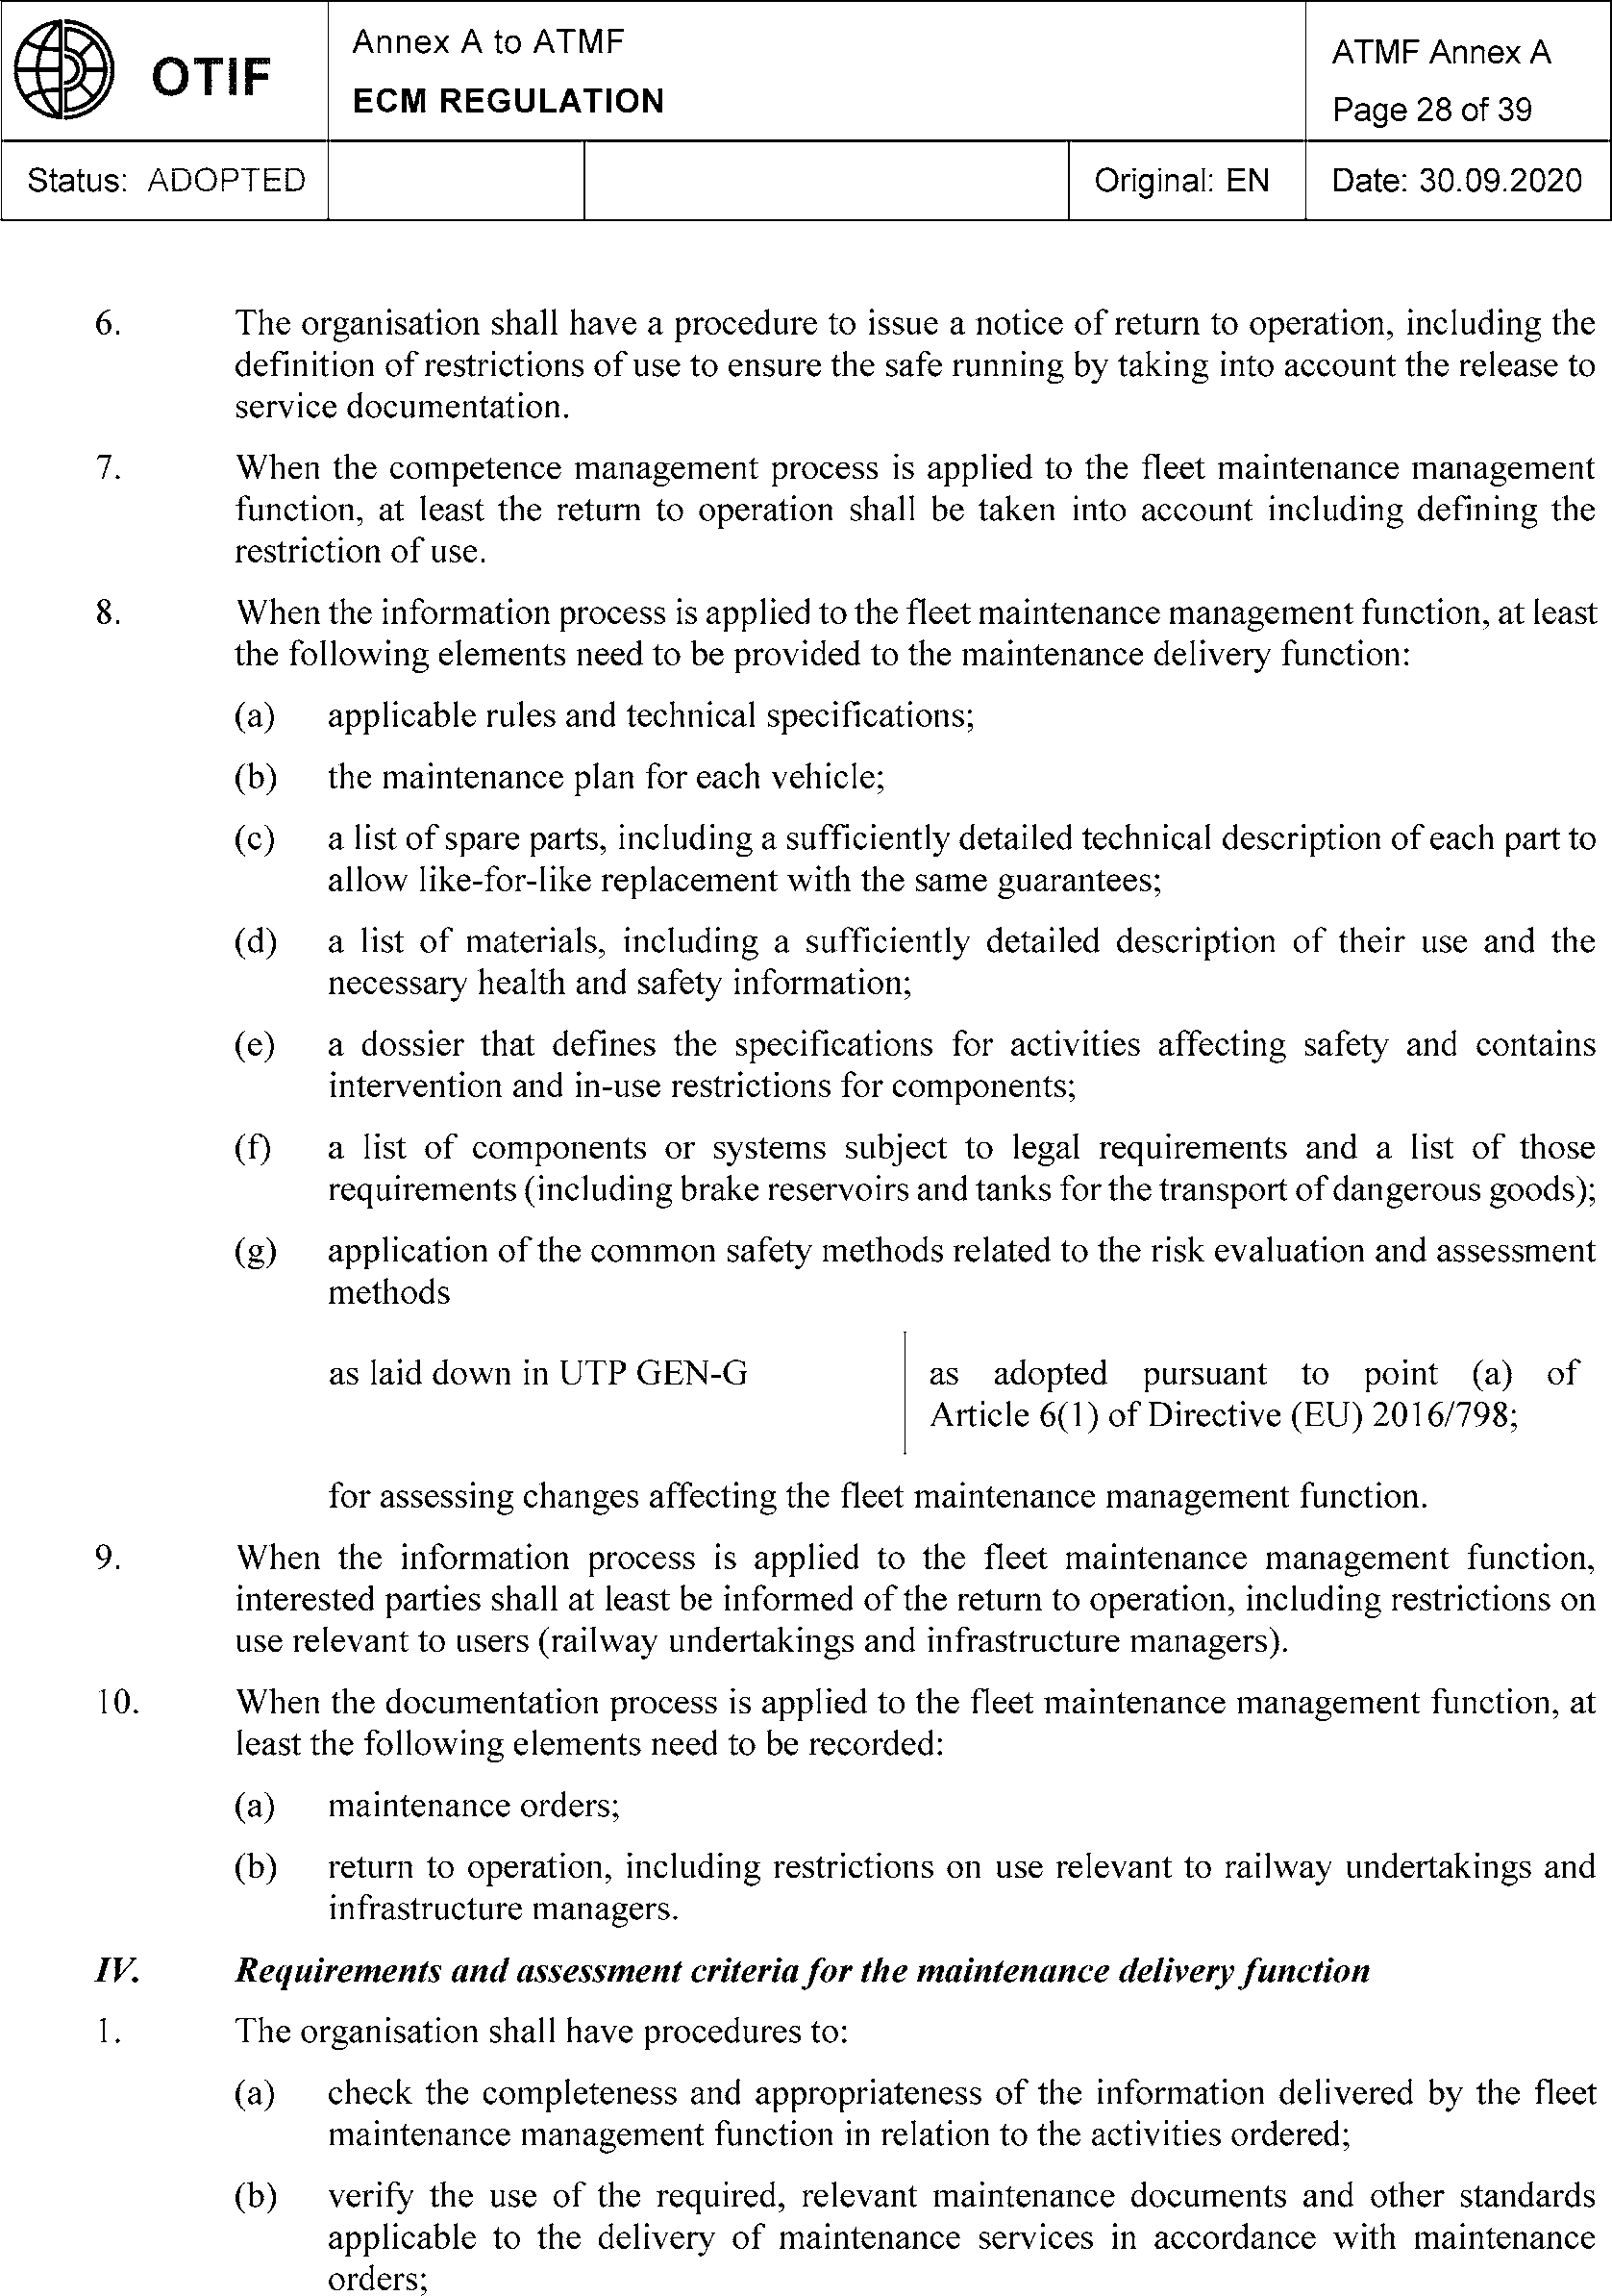 OTIF
Annex A to ATMF
ECM REGULATION
ATMF Annex A
Page 28 of 39
Status: ADOPTED
Original: EN
Date: 30.09.2020
6. The organisation shall have a procedure to issue a notice of return to operation, including the
definition of restrictions of use to ensure the safe running by taking into account the release to
service documentation.
7. When the competence management process is applied to the fleet maintenance management
function, at least the return to operation shall be taken into account including defining the
restriction of use.
8. When the information process is applied to the fleet maintenance management function, at least
the following elements need to be provided to the maintenance delivery function:
(a) applicable rules and technical specifications;
(b) the maintenance plan for each vehicle;
(c) a list of spare parts, including a sufficiently detailed technical description of each part to
allow like-for-like replacement with the same guarantees;
(d) a list of materials, including a sufficiently detailed description of their use and the
necessary health and safety information;
(e) a dossier that defines the specifications for activities affecting safety and contains
intervention and in-use restrictions for components;
(f) a list of components or systems subject to legal requirements and a list of those
requirements (including brake reservoirs and tanks for the transport of dangerous goods);
(g) application of the common safety methods related to the risk evaluation and assessment
methods
as laid down in UTP GEN-G
as adopted pursuant to point (a) of
Article 6(1) of Directive (EU) 2016/798;
for assessing changes affecting the fleet maintenance management function.
9. When the information process is applied to the fleet maintenance management function,
interested parties shall at least be informed of the return to operation, including restrictions on
use relevant to users (railway undertakings and infrastructure managers).
10. When the documentation process is applied to the fleet maintenance management function, at
least the following elements need to be recorded:
(a) maintenance orders;
(b) return to operation, including restrictions on use relevant to railway undertakings and
infrastructure managers.
IV. Requirements and assessment criteria for the maintenance delivery function
1. The organisation shall have procedures to:
(a) check the completeness and appropriateness of the information delivered by the fleet
maintenance management function in relation to the activities ordered;
(b) verify the use of the required, relevant maintenance documents and other standards
applicable to the delivery of maintenance services in accordance with maintenance
orders;